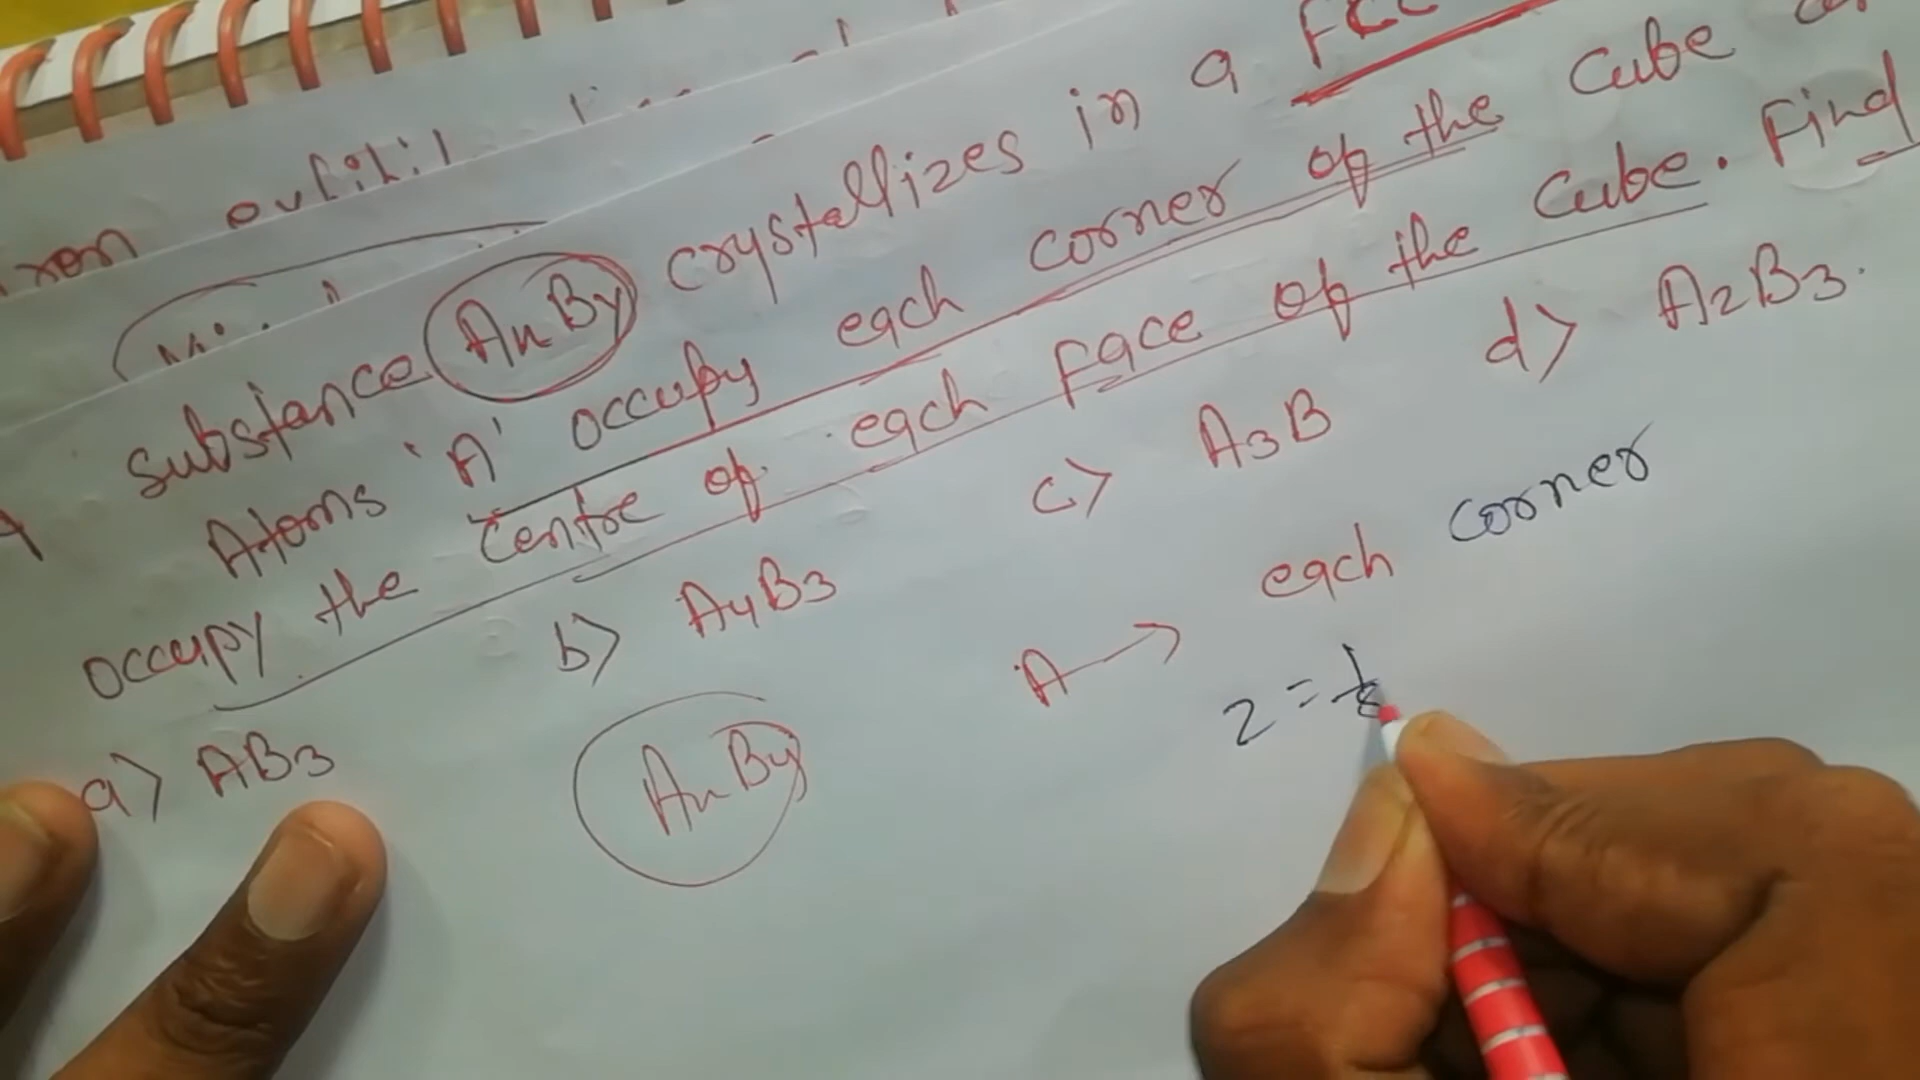 substance AxBy crystallizes in a FCC
Atoms 'A' occupy each corner of the cube
occupy the centre of each face of the cube. Find
a) AB3 b) A4B3 c) A3B d) A2B3.
AxBy
A → each corner
Z = 1/8